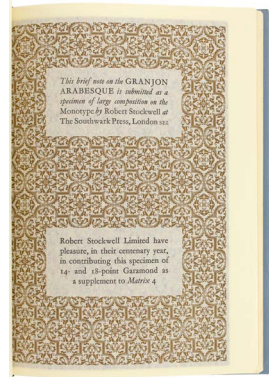 This brief note on the GRANJON
ARABESQUE is submitted as a
specimen of large composition on the
Monotype by Robert Stockwell at
The Southwark Press, London SE1
Robert Stockwell Limited have
pleasure, in their centenary year,
in contributing this specimen of
14- and 18-point Garamond as
a supplement to Matrix 4